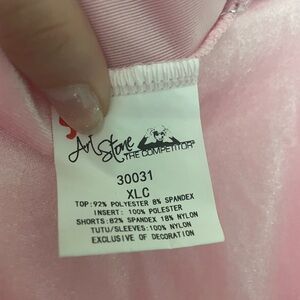 Art Stone
THE COMPETITOR
30031
XLC
TOP:92% POLYESTER 8% SPANDEX
INSERT: 100% POLESTER
SHORTS:82% SPANDEX 18% NYLON
TUTU/SLEEVES:100% NYLON
EXCLUSIVE OF DECORATION